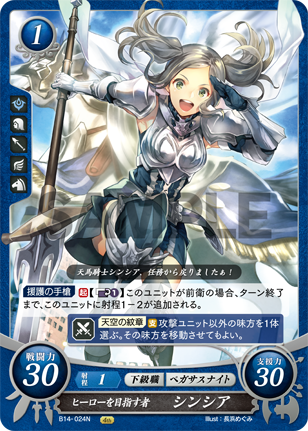 1
SAMPLE
天馬騎士シンシア、任務から戻りましたぁ!
援護の手槍 起 【1】このユニットが前衛の場合、ターン終了
まで、このユニットに射程1-2が追加される。
天空の紋章 攻 攻撃ユニット以外の味方を1体
選ぶ。その味方を移動させてもよい。
戦闘力
30
射程 1
下級職
ペガサスナイト
支援力
30
ヒーローを目指す者 シンシア
B14-024N
Illust:長浜めぐみ